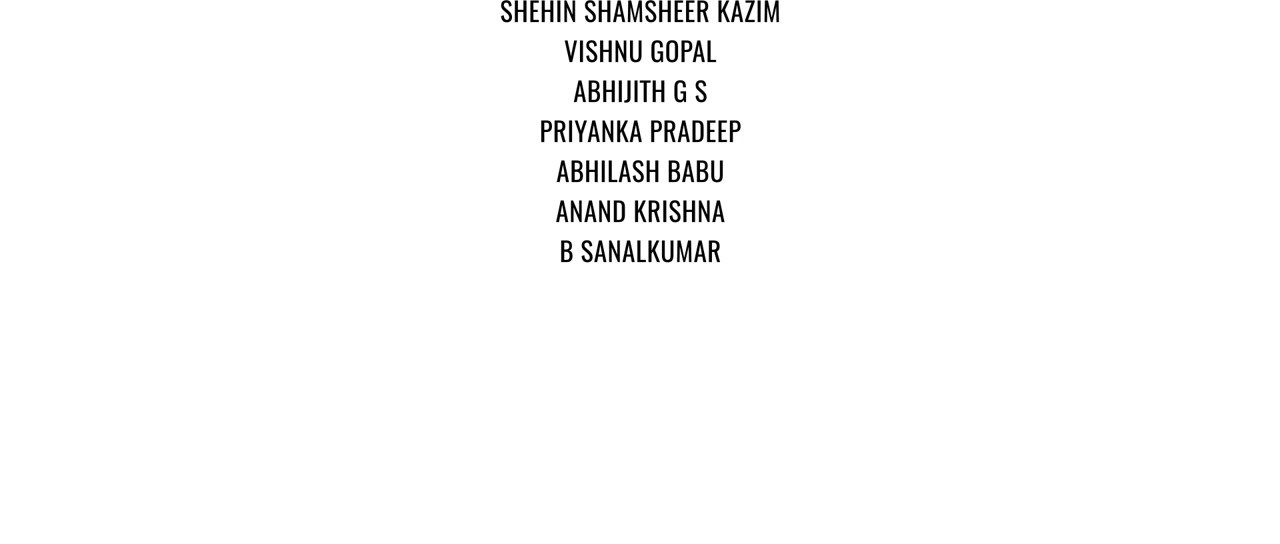 SHEHIN SHAMSHEER KAZIM
VISHNU GOPAL
ABHIJITH G S
PRIYANKA PRADEEP
ABHILASH BABU
ANAND KRISHNA
B SANALKUMAR